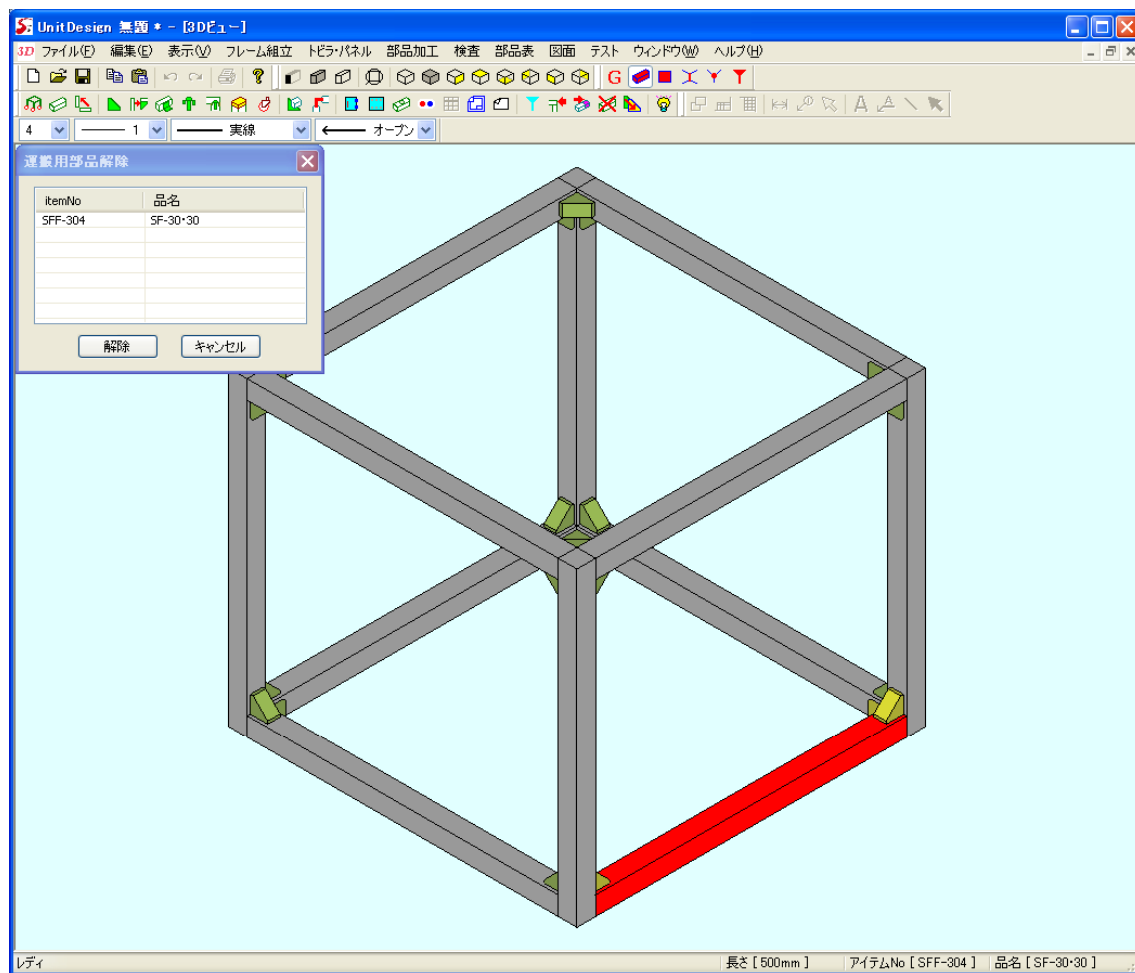 UnitDesign 無題 * - [3Dビュー]
3D ファイル(F) 編集(E) 表示(V) フレーム組立 トビラ・パネル 部品加工 検査 部品表 図面 テスト ウィンドウ(W) ヘルプ(H)
G
4 1 実線 オープン
運搬用部品解除
itemNo 品名
SFF-304 SF-30・30
解除 キャンセル
レディ 長さ [ 500mm ] アイテムNo [ SFF-304 ] 品名 [ SF-30・30 ]